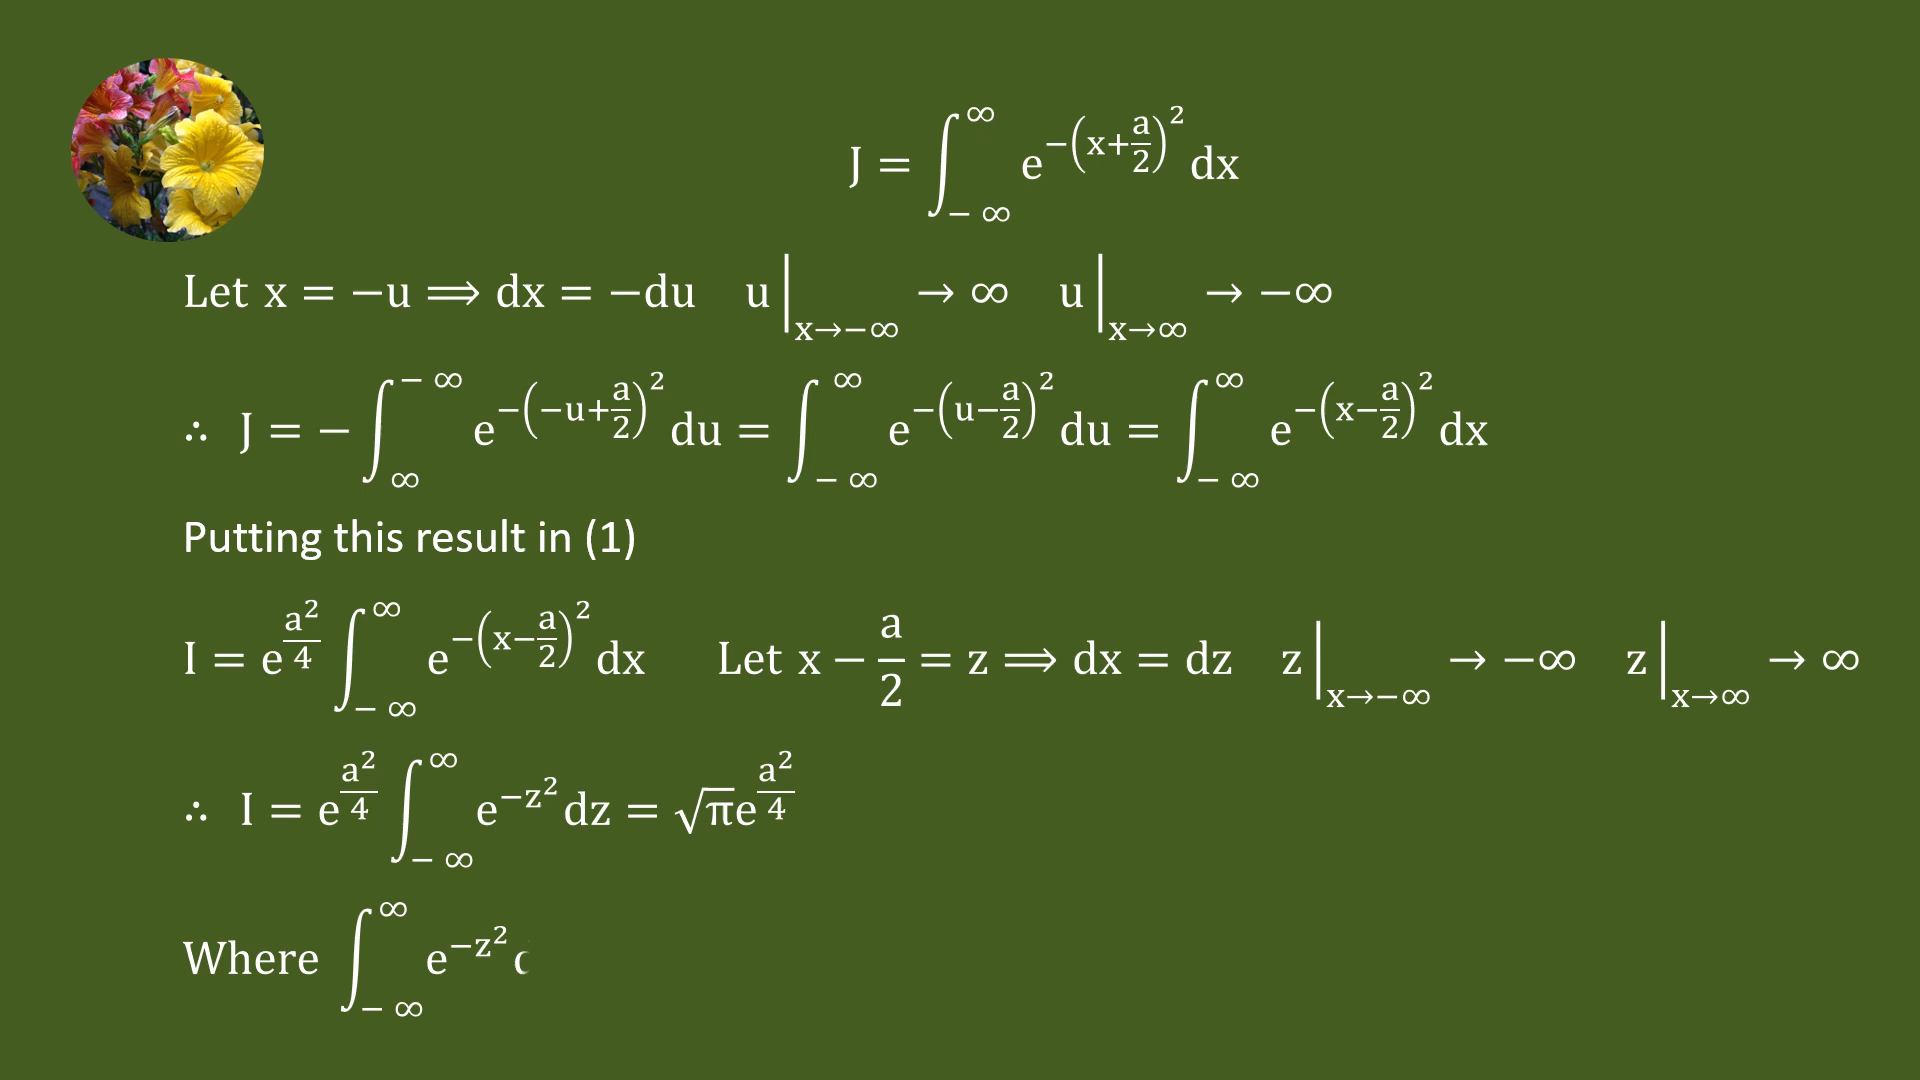 J = ∫_{− ∞}^{∞} e^{−(x+a/2)^2} dx
Let x = −u ⟹ dx = −du u|_{x→−∞} → ∞ u|_{x→∞} → −∞
∴ J = − ∫_{∞}^{− ∞} e^{−(−u+a/2)^2} du = ∫_{− ∞}^{∞} e^{−(u−a/2)^2} du = ∫_{− ∞}^{∞} e^{−(x−a/2)^2} dx
Putting this result in (1)
I = e^{a^2/4} ∫_{− ∞}^{∞} e^{−(x−a/2)^2} dx Let x − a/2 = z ⟹ dx = dz z|_{x→−∞} → −∞ z|_{x→∞} → ∞
∴ I = e^{a^2/4} ∫_{− ∞}^{∞} e^{−z^2} dz = √π e^{a^2/4}
Where ∫_{− ∞}^{∞} e^{−z^2}